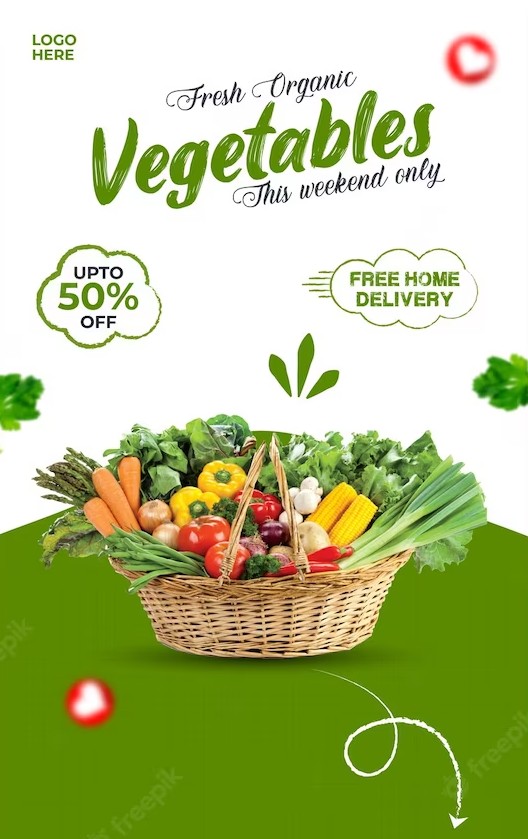 LOGO
HERE
Fresh Organic
Vegetables
This weekend only
UPTO
50%
OFF
FREE HOME
DELIVERY
freepik
freepik
freepik